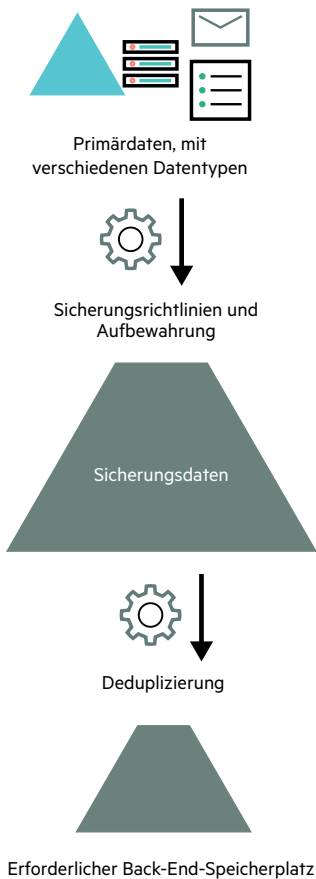 Primärdaten, mit
verschiedenen Datentypen
Sicherungsrichtlinien und
Aufbewahrung
Sicherungsdaten
Deduplizierung
Erforderlicher Back-End-Speicherplatz